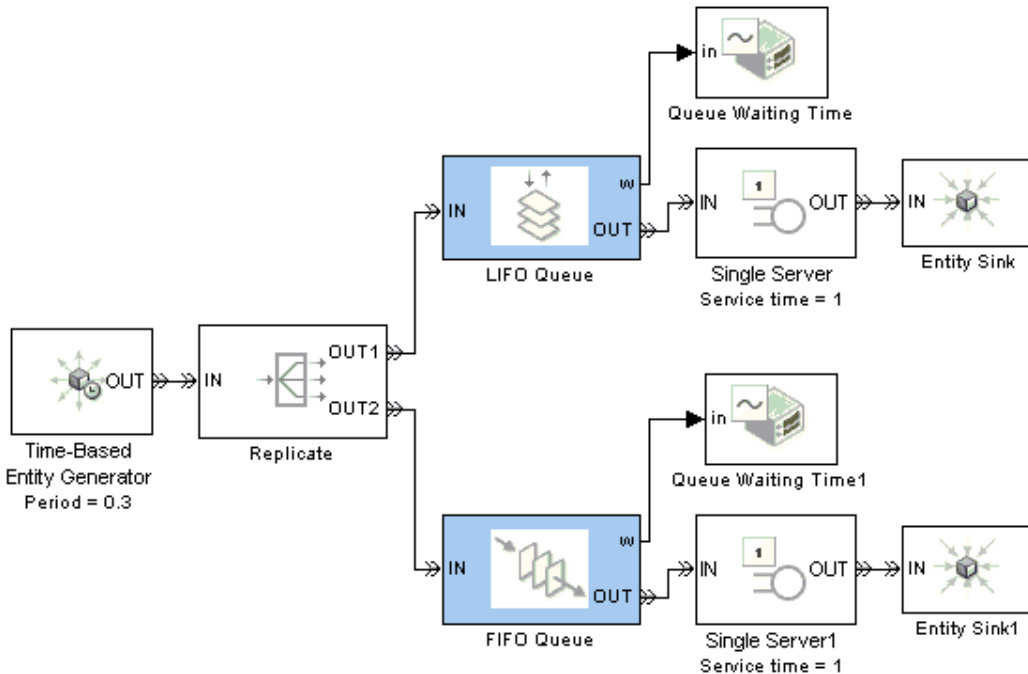 in
Queue Waiting Time
IN
w
OUT
LIFO Queue
IN
1
OUT
Single Server
Service time = 1
IN
Entity Sink
OUT
Time-Based
Entity Generator
Period = 0.3
IN
OUT1
OUT2
Replicate
in
Queue Waiting Time1
IN
w
OUT
FIFO Queue
IN
1
OUT
Single Server1
Service time = 1
IN
Entity Sink1